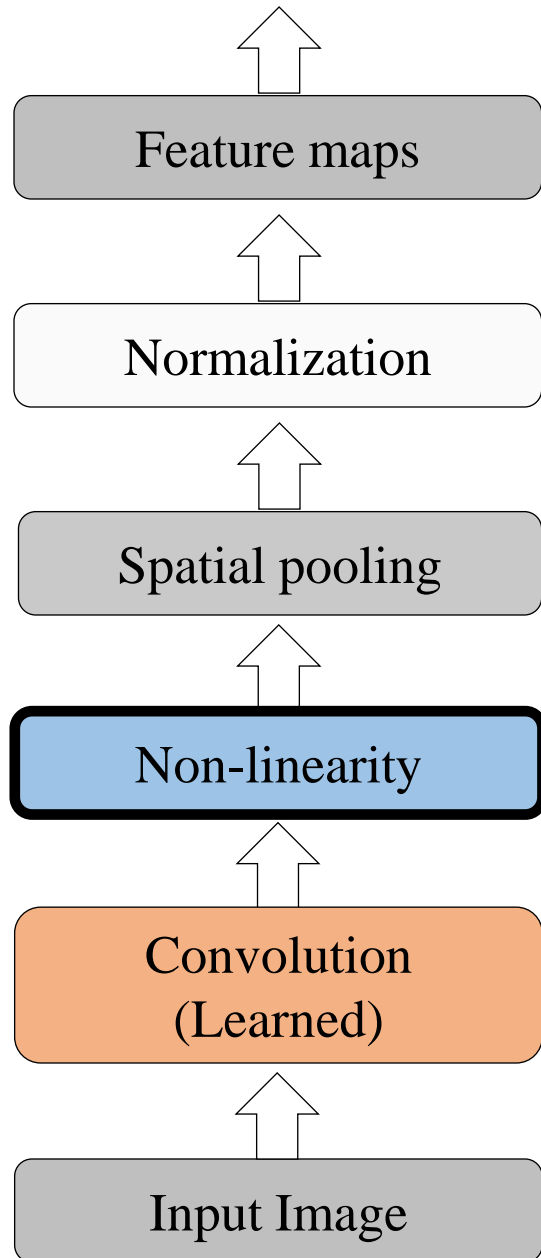 Feature maps
Normalization
Spatial pooling
Non-linearity
Convolution
(Learned)
Input Image